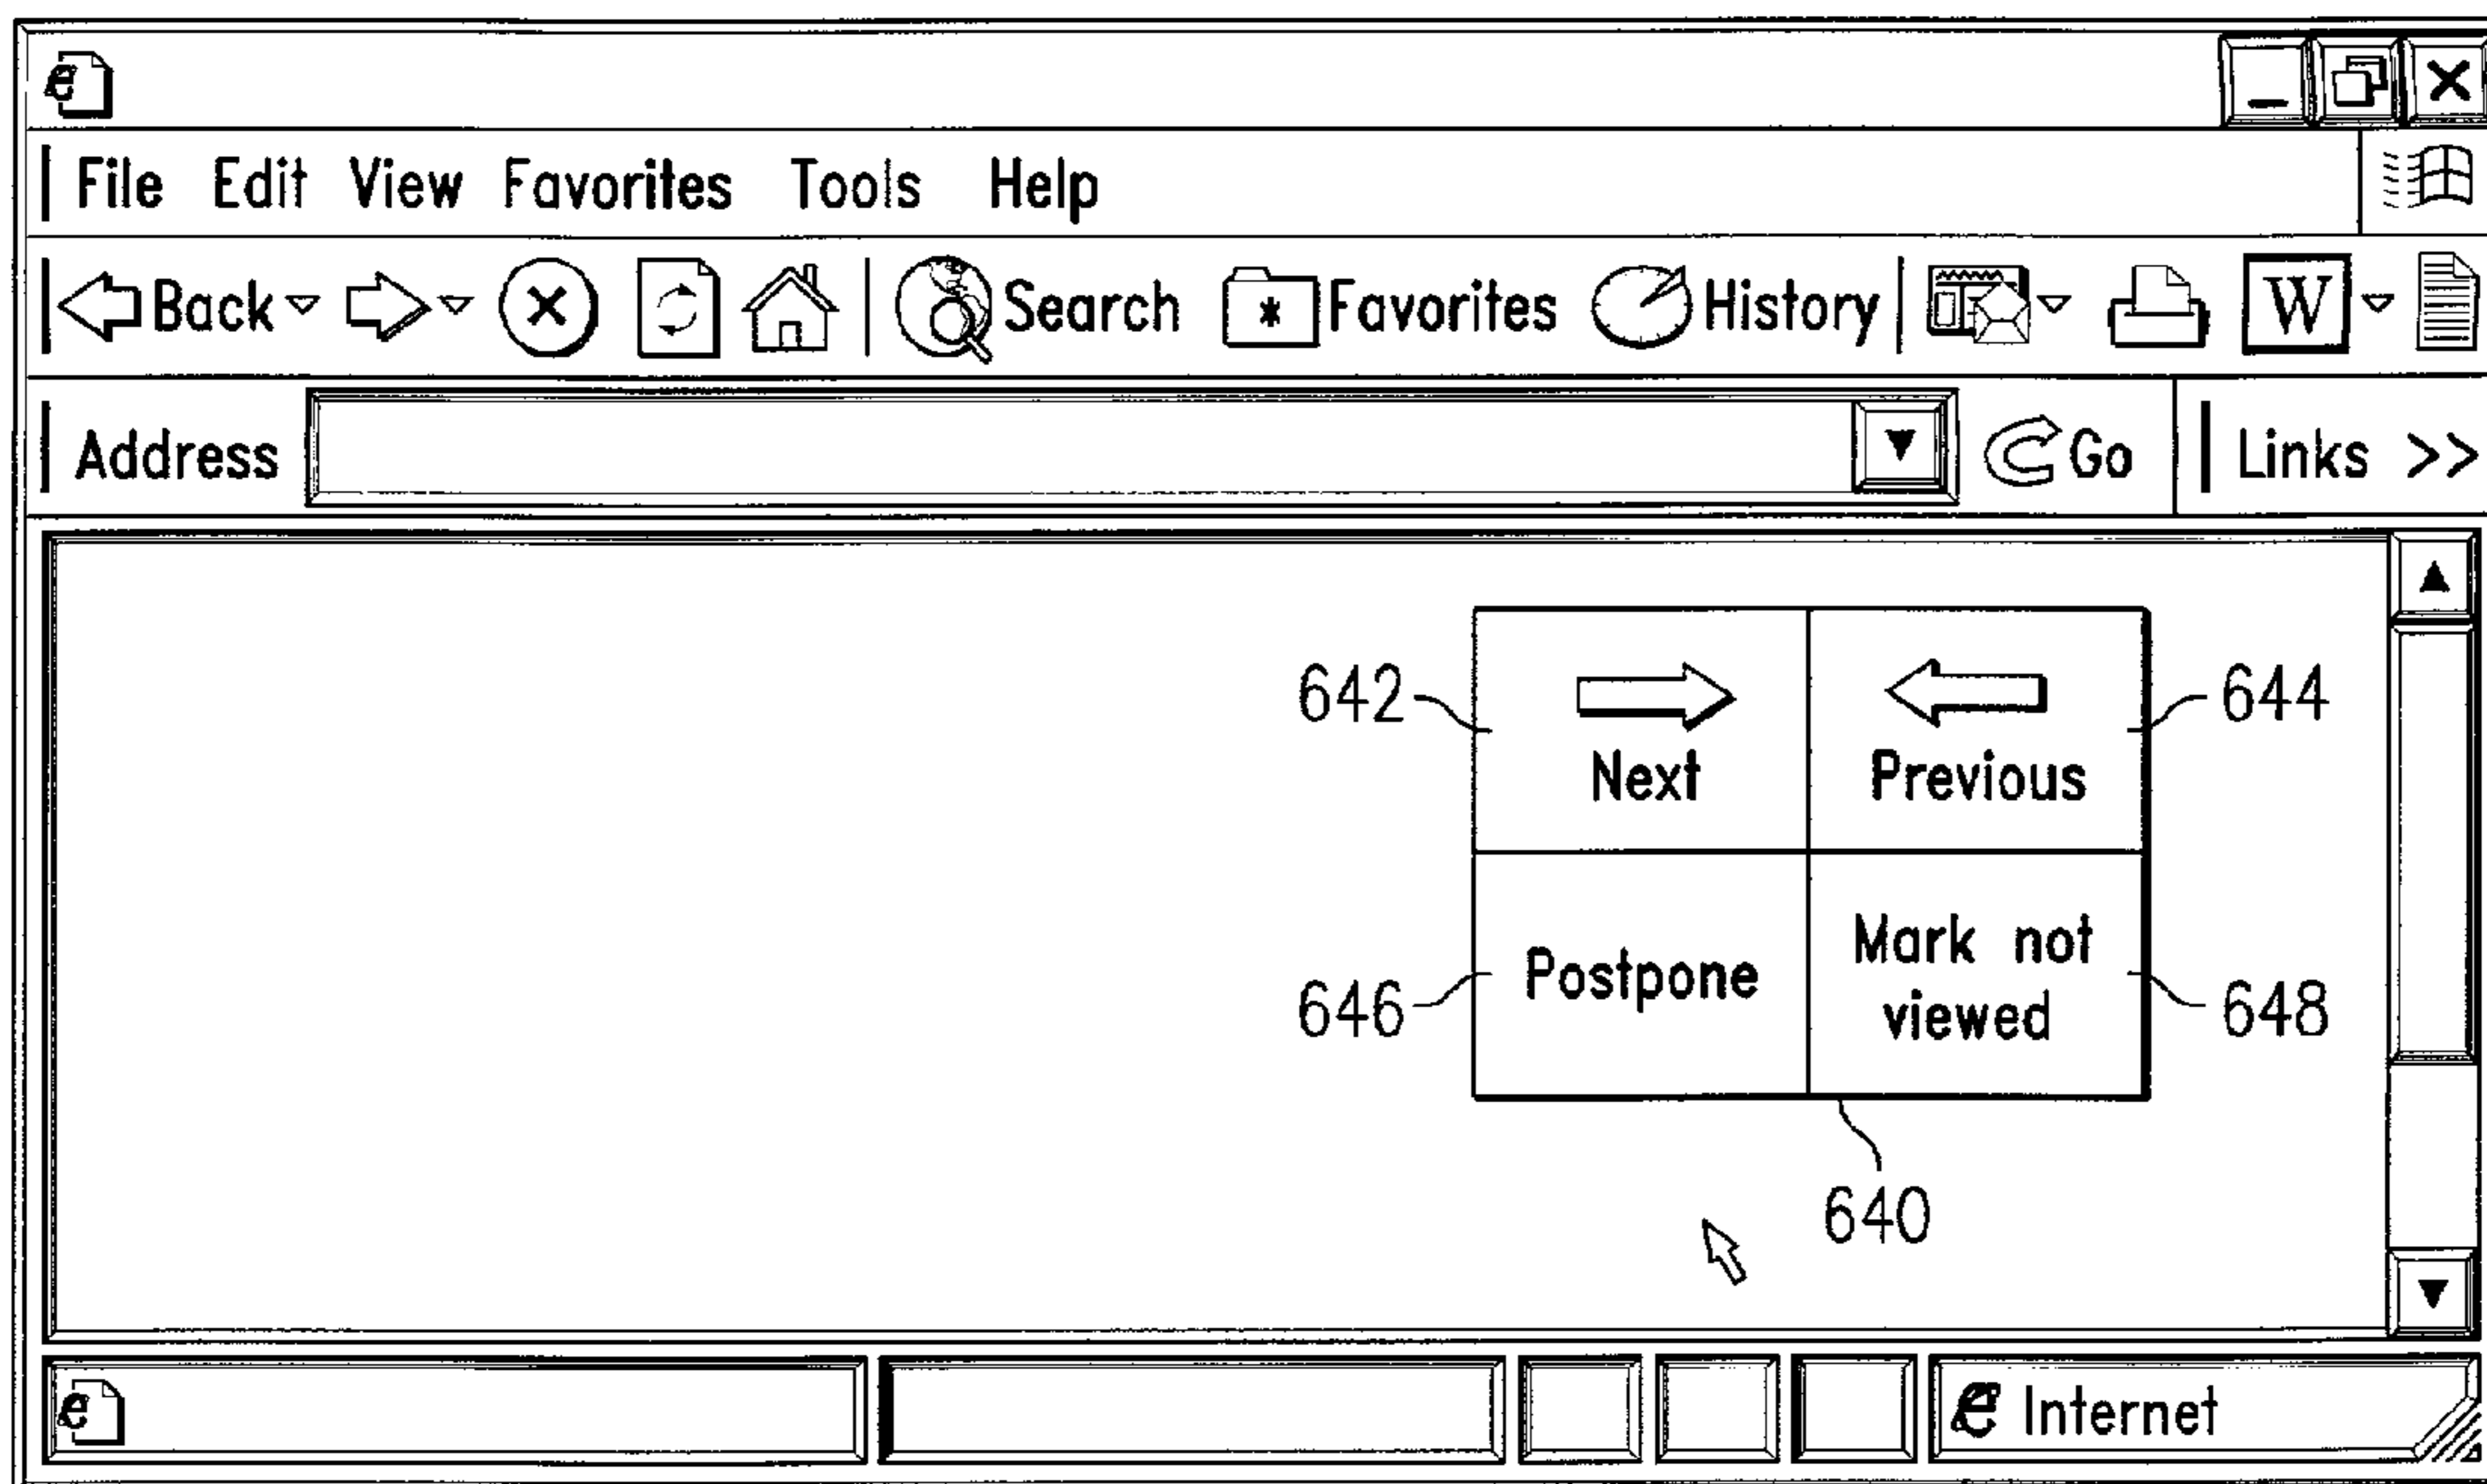 File Edit View Favorites Tools Help
Back Search Favorites History W
Address Go Links >>
642 Next Previous 644
646 Postpone Mark not viewed 648
640
Internet